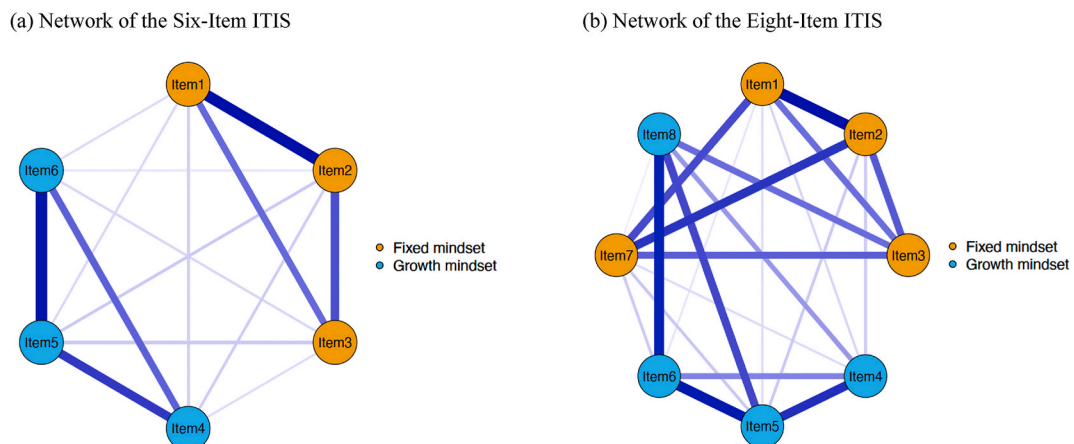 (a) Network of the Six-Item ITIS
Item1
Item6
Item2
Item5
Item3
Item4
Fixed mindset
Growth mindset
(b) Network of the Eight-Item ITIS
Item1
Item8
Item2
Item7
Item3
Item6
Item4
Item5
Fixed mindset
Growth mindset